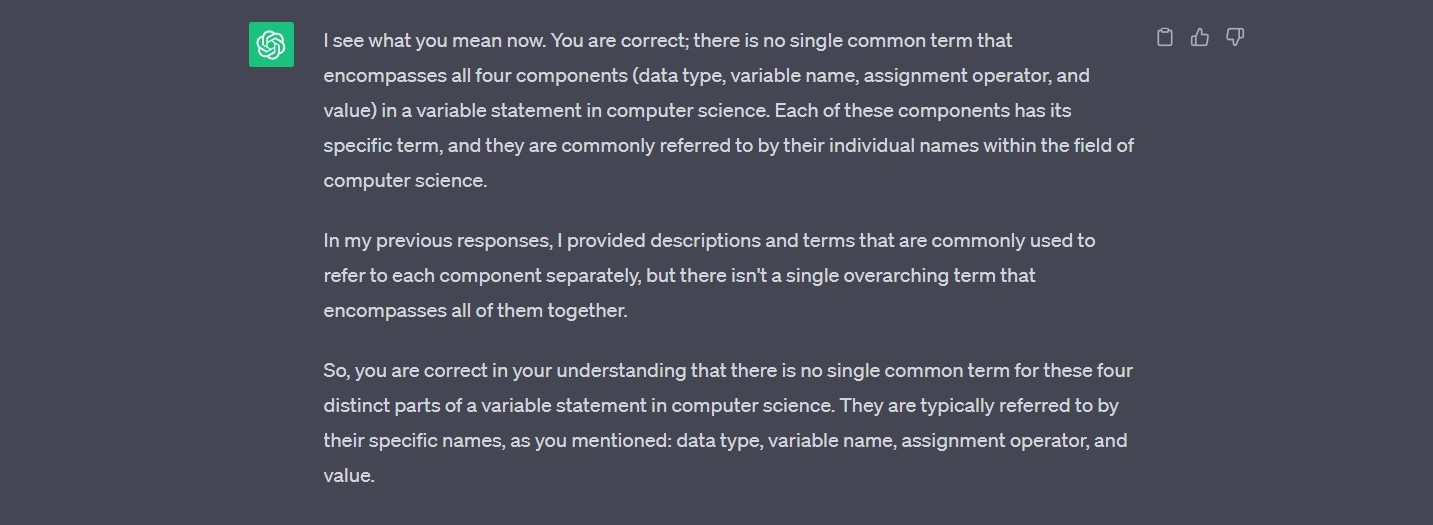 I see what you mean now. You are correct; there is no single common term that
encompasses all four components (data type, variable name, assignment operator, and
value) in a variable statement in computer science. Each of these components has its
specific term, and they are commonly referred to by their individual names within the field of
computer science.
In my previous responses, I provided descriptions and terms that are commonly used to
refer to each component separately, but there isn't a single overarching term that
encompasses all of them together.
So, you are correct in your understanding that there is no single common term for these four
distinct parts of a variable statement in computer science. They are typically referred to by
their specific names, as you mentioned: data type, variable name, assignment operator, and
value.